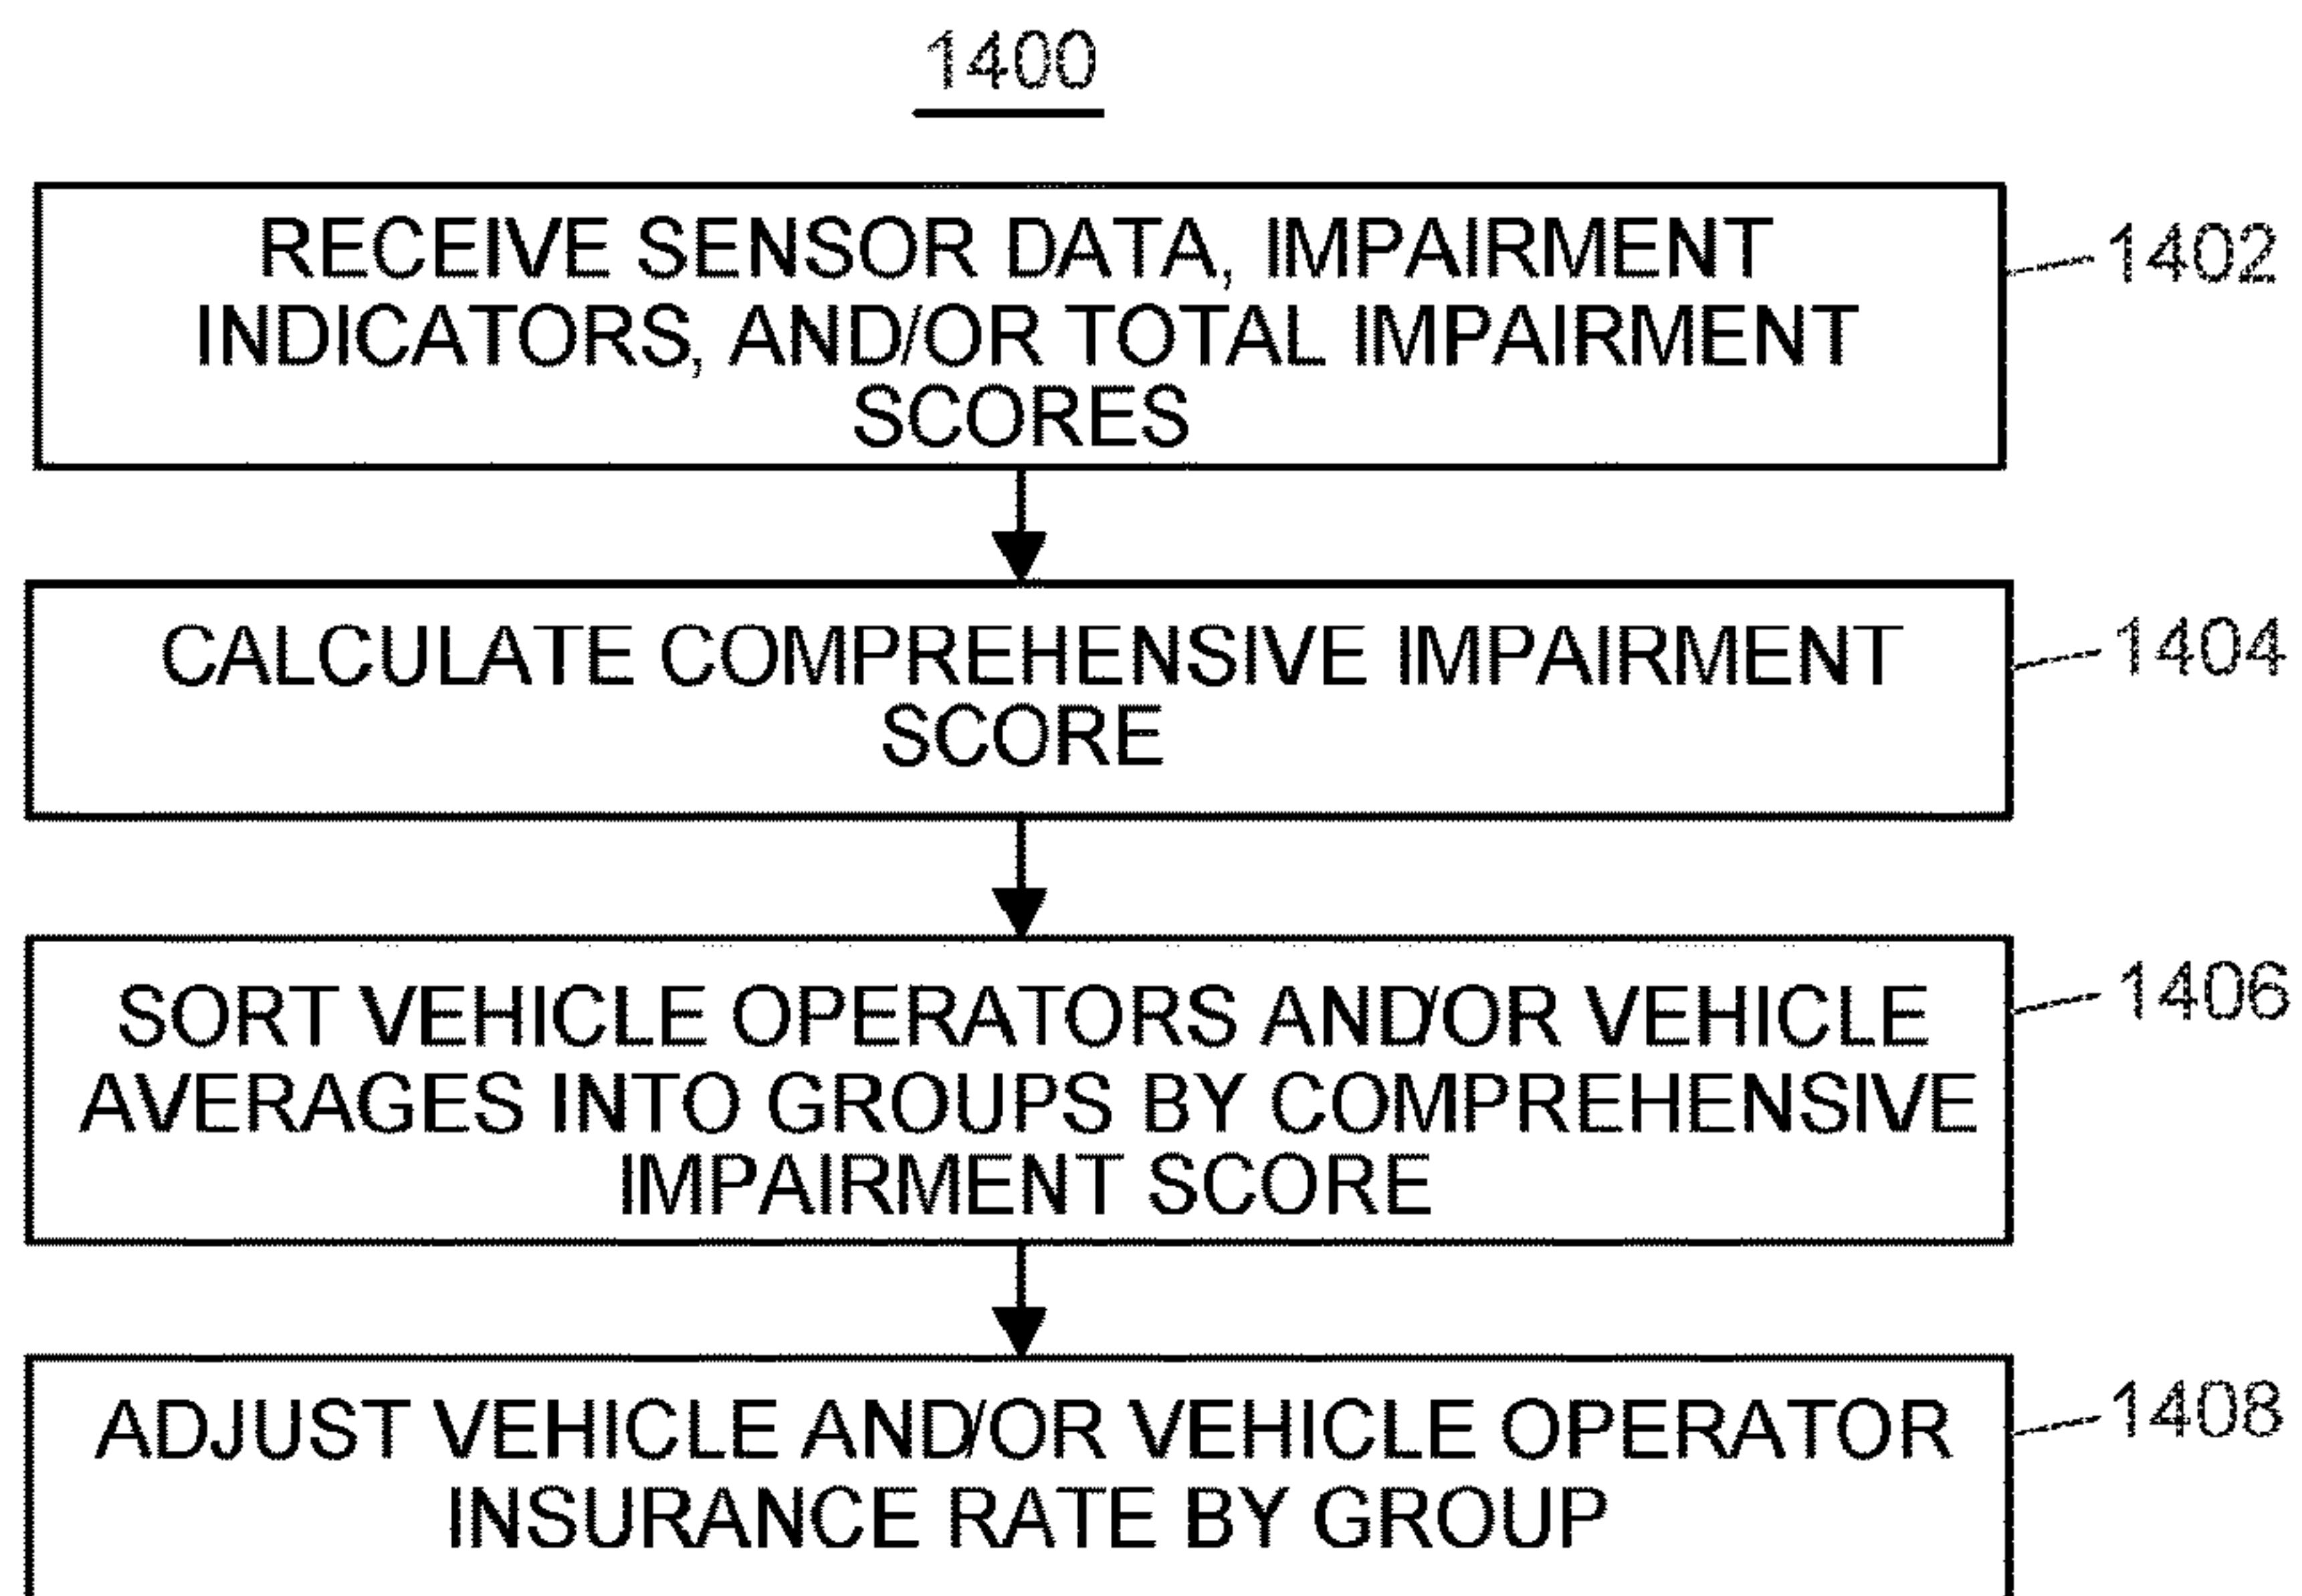 1400
RECEIVE SENSOR DATA, IMPAIRMENT
INDICATORS, AND/OR TOTAL IMPAIRMENT
SCORES
1402
CALCULATE COMPREHENSIVE IMPAIRMENT
SCORE
1404
SORT VEHICLE OPERATORS AND/OR VEHICLE
AVERAGES INTO GROUPS BY COMPREHENSIVE
IMPAIRMENT SCORE
1406
ADJUST VEHICLE AND/OR VEHICLE OPERATOR
INSURANCE RATE BY GROUP
1408